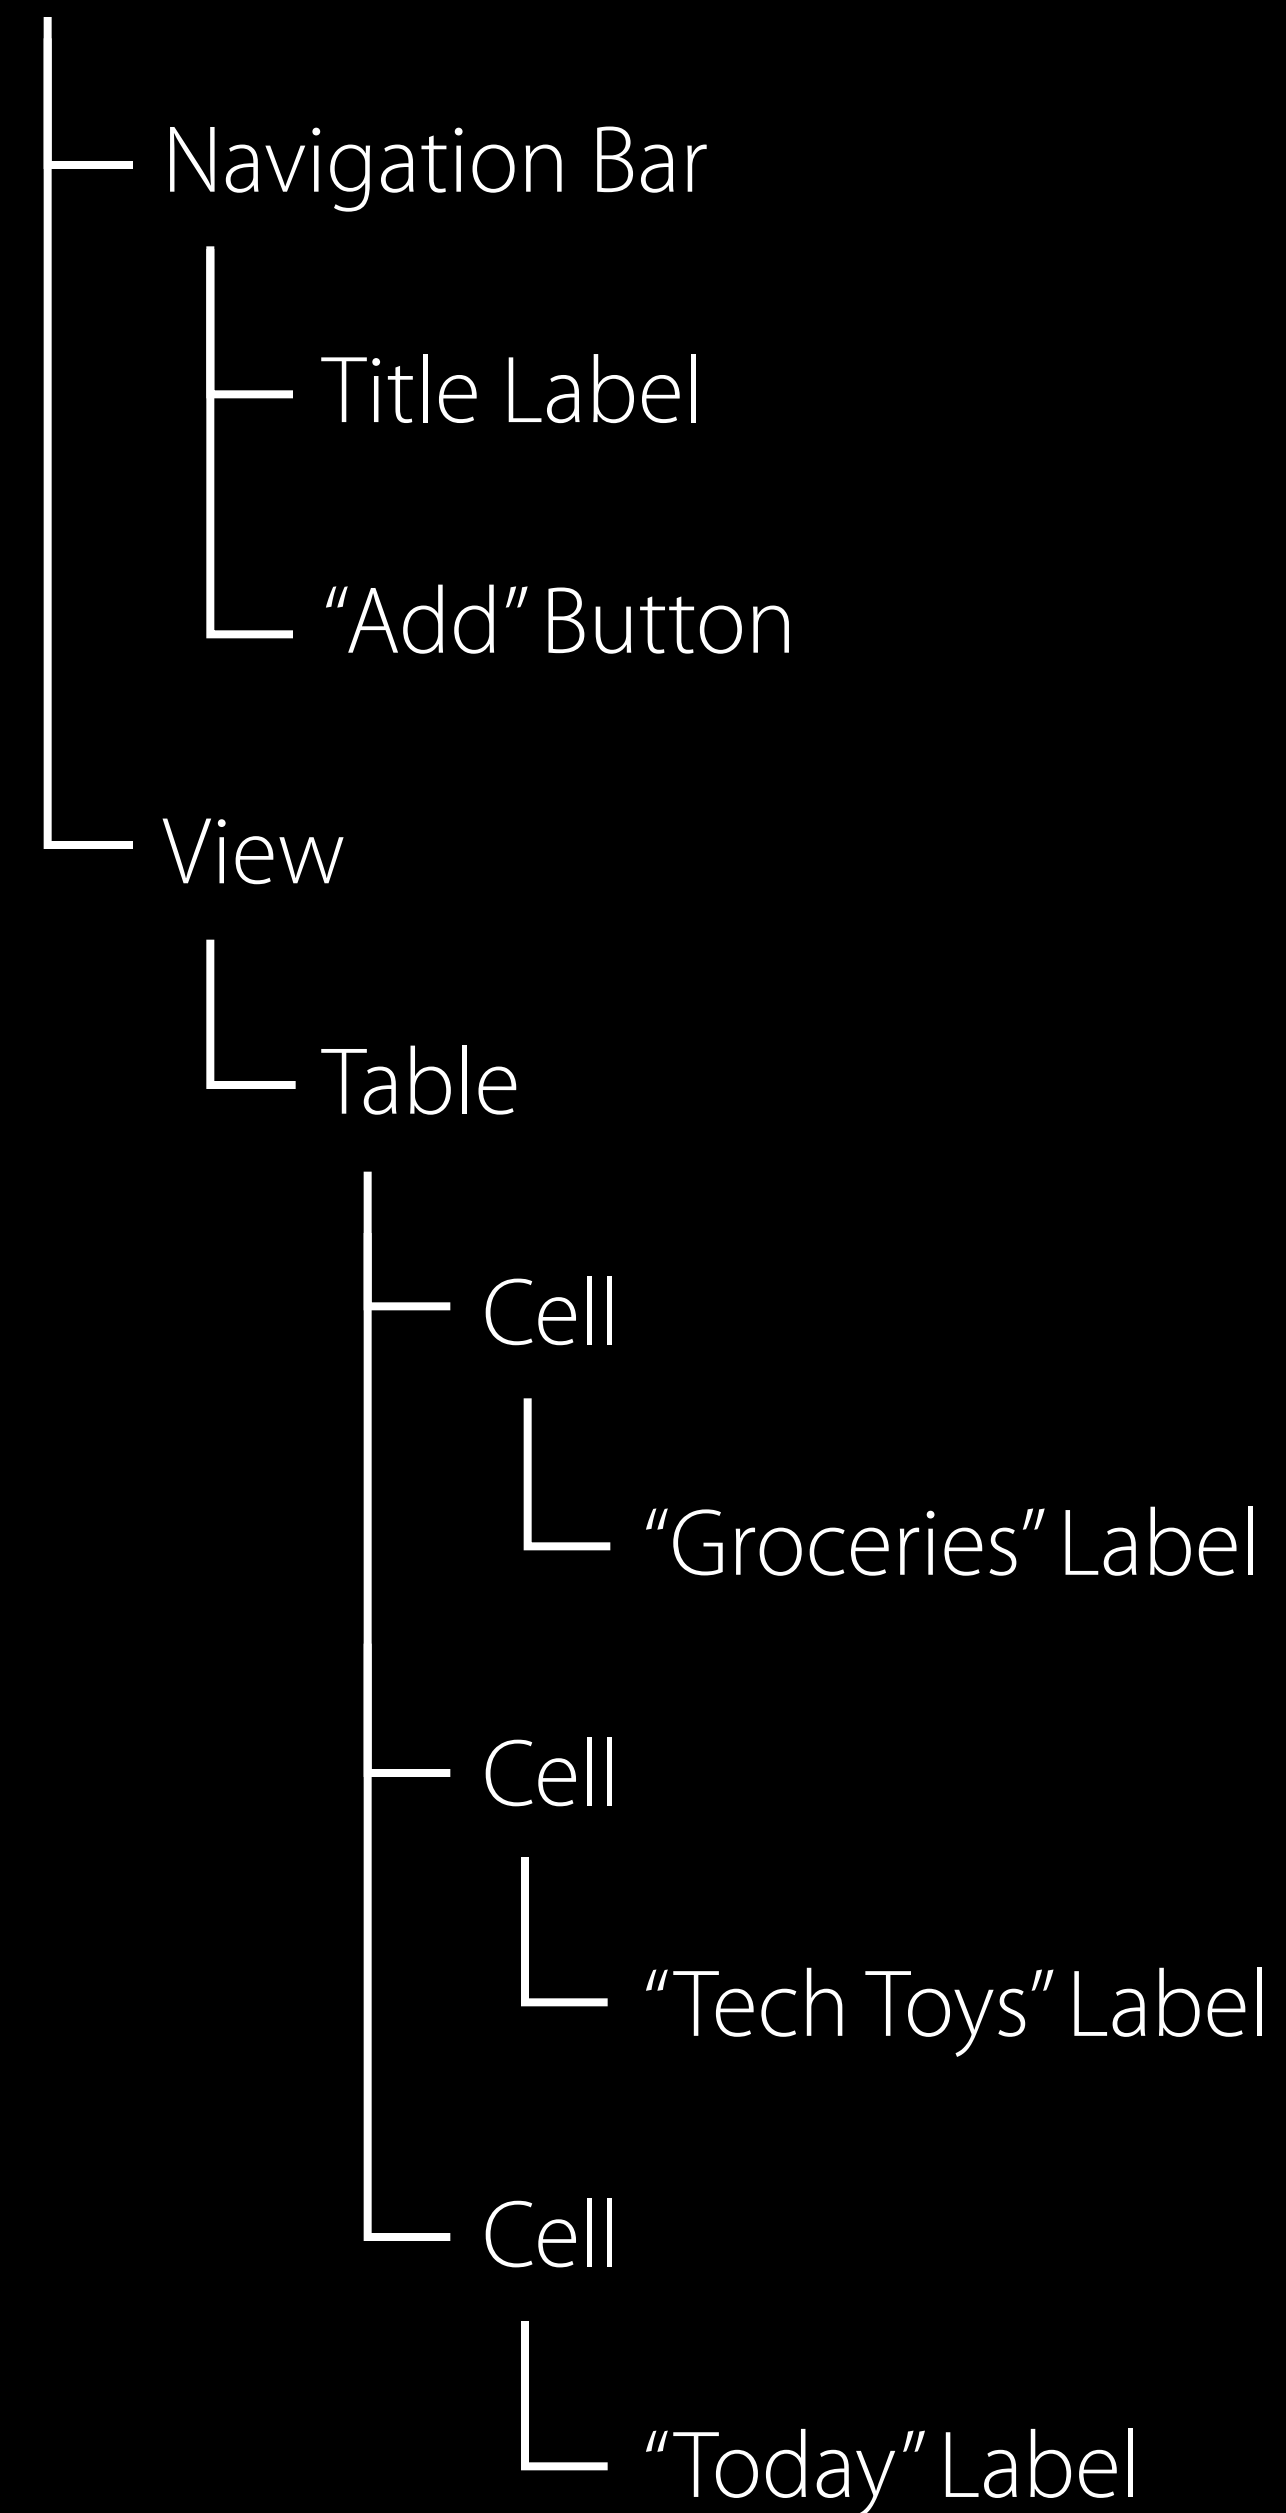 Navigation Bar
Title Label
“Add” Button
View
Table
Cell
“Groceries” Label
Cell
“Tech Toys” Label
Cell
“Today” Label